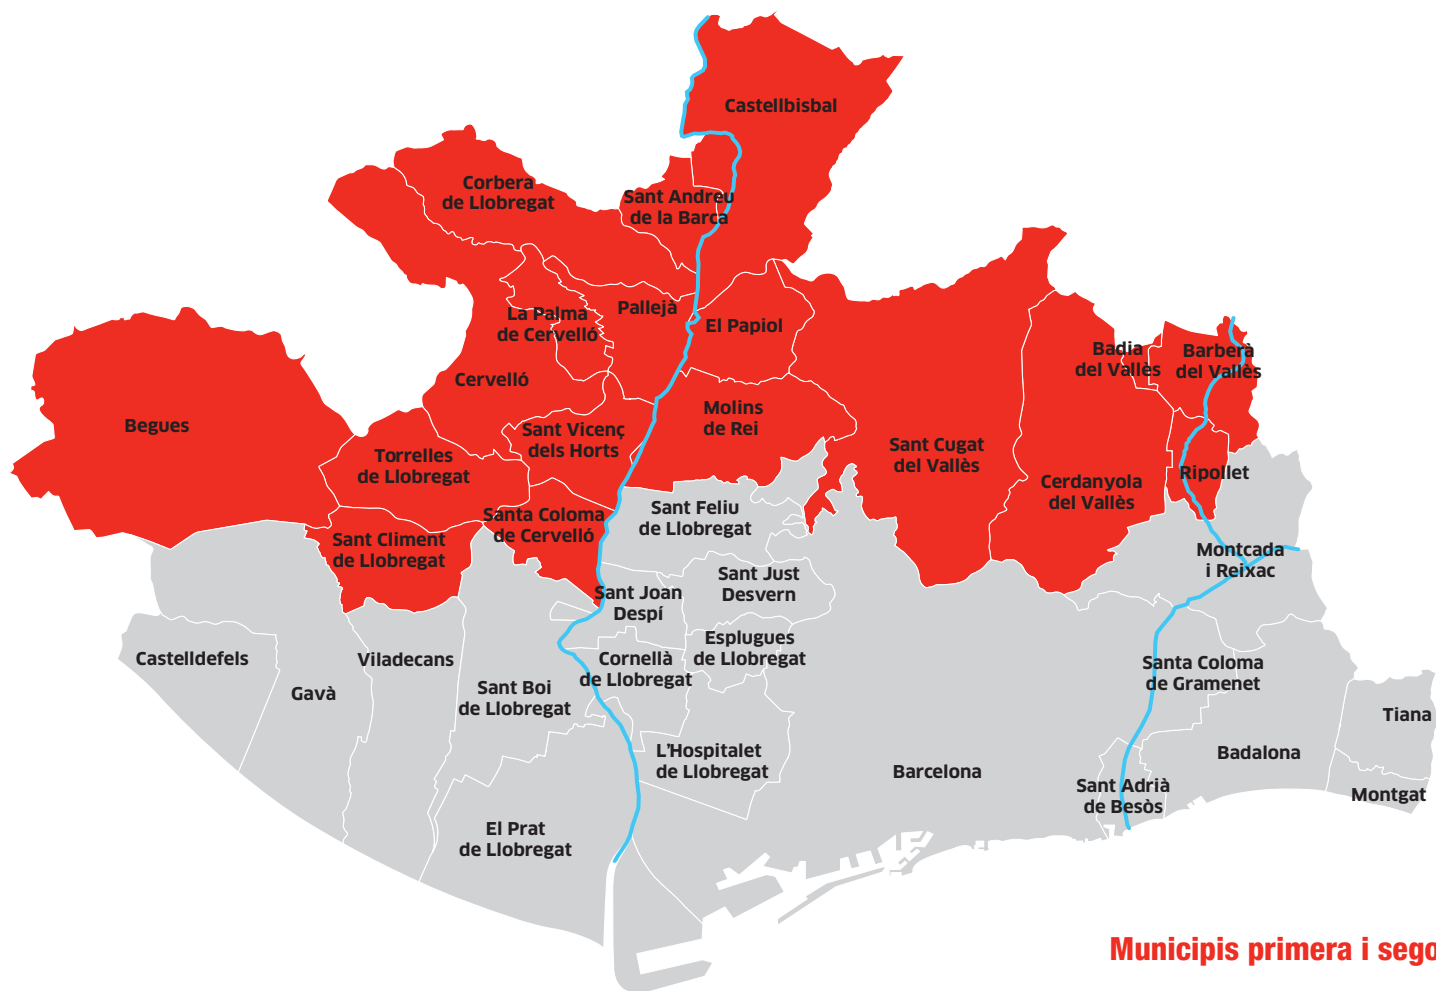 Castellbisbal
Corbera
de Llobregat
Sant Andreu
de la Barca
La Palma
de Cervelló
Pallejà
El Papiol
Cervelló
Badia
del Vallès
Barberà
del Vallès
Begues
Molins
de Rei
Sant Vicenç
dels Horts
Torrelles
de Llobregat
Sant Cugat
del Vallès
Cerdanyola
del Vallès
Ripollet
Santa Coloma
de Cervelló
Sant Feliu
de Llobregat
Sant Climent
de Llobregat
Montcada
i Reixac
Sant Just
Desvern
Sant Joan
Despí
Esplugues
de Llobregat
Castelldefels
Viladecans
Cornellà
de Llobregat
Santa Coloma
de Gramenet
Gavà
Sant Boi
de Llobregat
Tiana
L'Hospitalet
de Llobregat
Badalona
Barcelona
Sant Adrià
de Besòs
Montgat
El Prat
de Llobregat
Municipis primera i sego